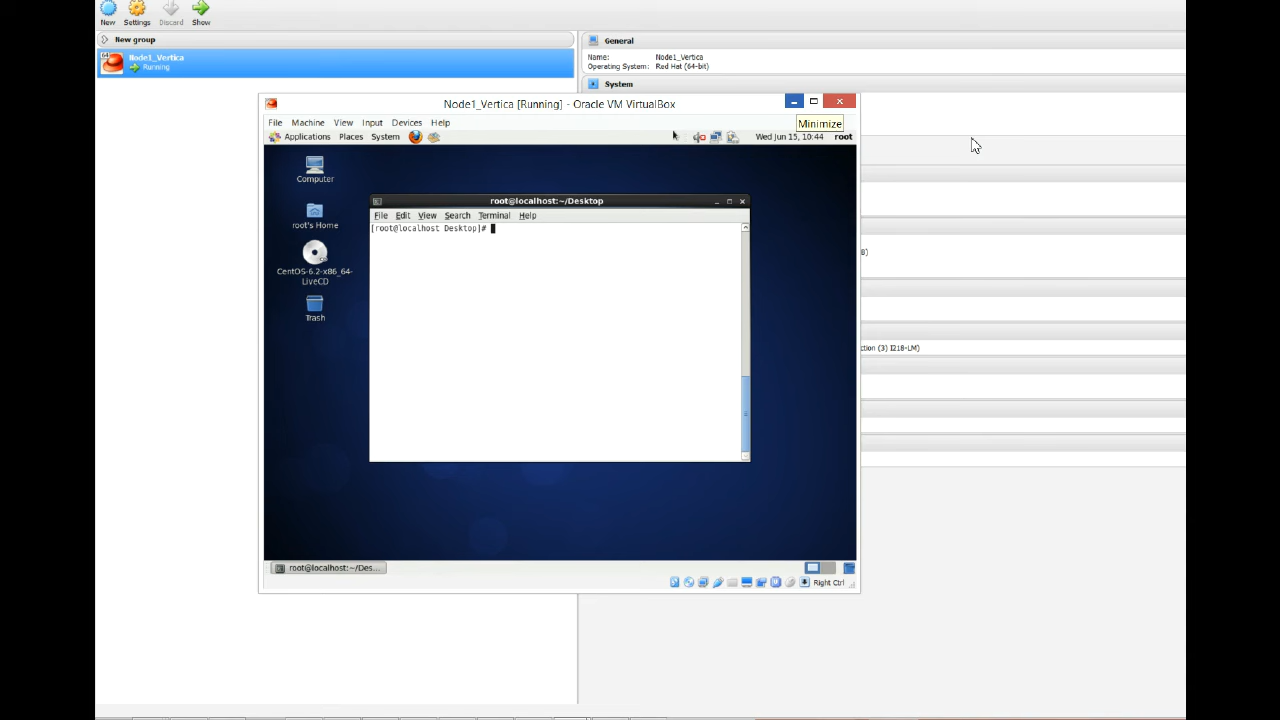 New Settings Discard Show
New group
General
64
Node1_Vertica
Running
Name: Node1_Vertica
Operating System: Red Hat (64-bit)
System
Node1_Vertica [Running] - Oracle VM VirtualBox
Minimize
File Machine View Input Devices Help
Applications Places System Wed Jun 15, 10:44 root
Computer
root's Home
CentOS-6.2-x86_64-
LiveCD
Trash
root@localhost:~/Desktop
File Edit View Search Terminal Help
[root@localhost Desktop]#
B)
ction (3) I218-LM)
root@localhost:~/Des...
Right Ctrl